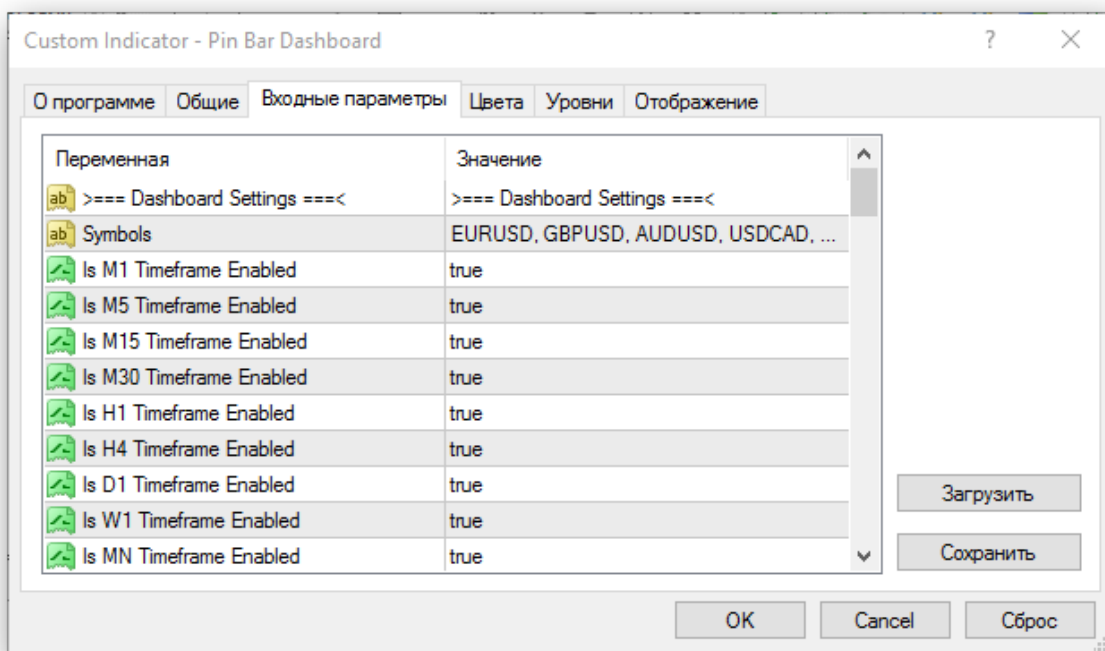 Custom Indicator - Pin Bar Dashboard ?
О программе Общие Входные параметры Цвета Уровни Отображение
Переменная Значение
ab >=== Dashboard Settings ===< >=== Dashboard Settings ===<
ab Symbols EURUSD, GBPUSD, AUDUSD, USDCAD, ...
Is M1 Timeframe Enabled true
Is M5 Timeframe Enabled true
Is M15 Timeframe Enabled true
Is M30 Timeframe Enabled true
Is H1 Timeframe Enabled true
Is H4 Timeframe Enabled true
Is D1 Timeframe Enabled true
Is W1 Timeframe Enabled true
Is MN Timeframe Enabled true
Загрузить
Сохранить
OK Cancel Сброс